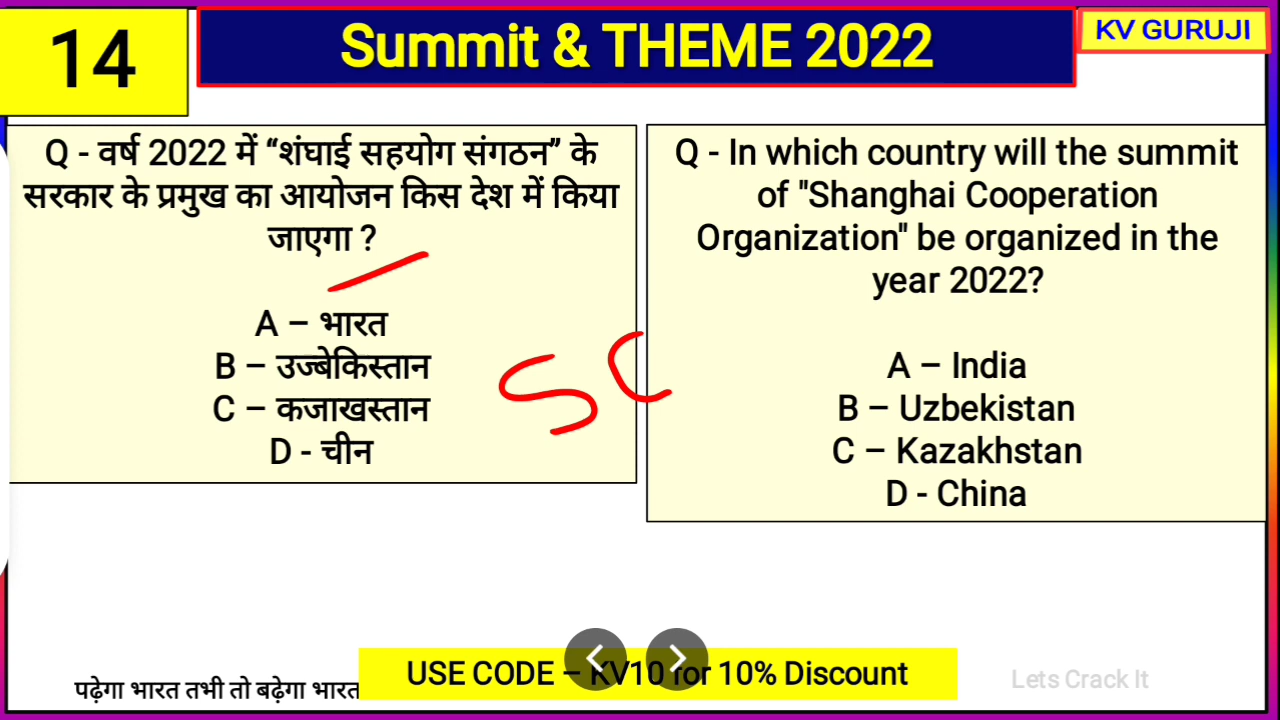 14
Summit & THEME 2022
KV GURUJI
Q - वर्ष 2022 में “शंघाई सहयोग संगठन” के
सरकार के प्रमुख का आयोजन किस देश में किया
जाएगा ?
A – भारत
B – उज्बेकिस्तान
C – कजाखस्तान
D - चीन
Q - In which country will the summit
of "Shanghai Cooperation
Organization" be organized in the
year 2022?
A – India
B – Uzbekistan
C – Kazakhstan
D - China
SC
पढ़ेगा भारत तभी तो बढ़ेगा भारत
USE CODE – KV10 for 10% Discount
Lets Crack It